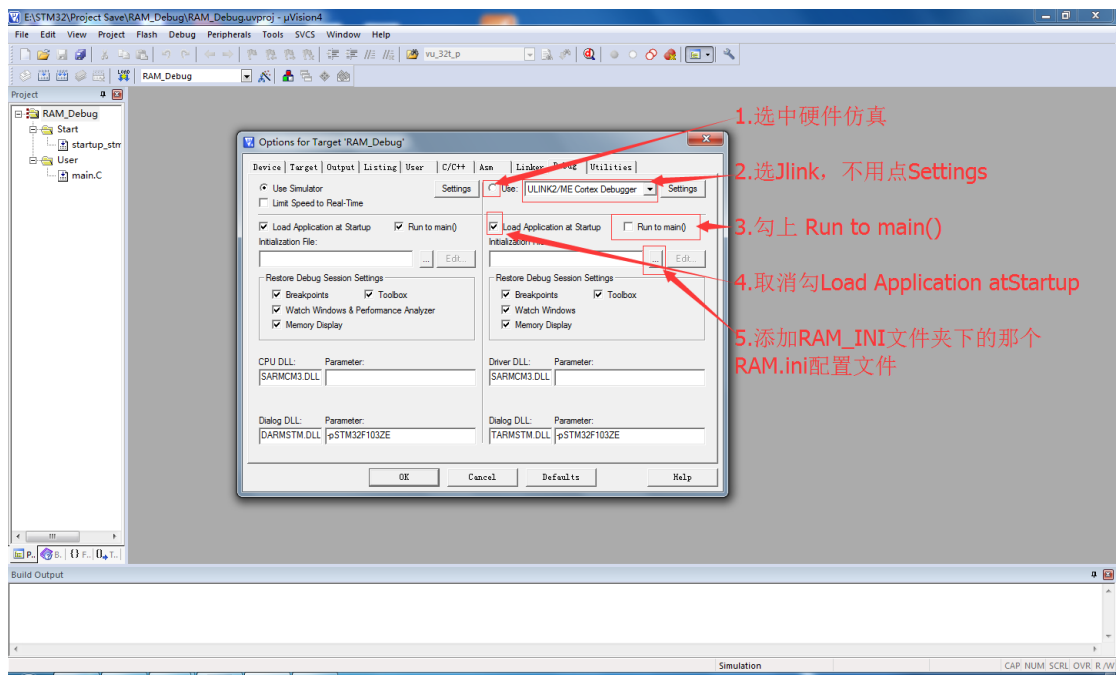 E:\STM32\Project Save\RAM_Debug\RAM_Debug.uvproj - µVision4
File Edit View Project Flash Debug Peripherals Tools SVCS Window Help
vu_32t_p
LOAD RAM_Debug
Project
RAM_Debug
Start
startup_stm
User
main.C
Options for Target 'RAM_Debug'
Device Target Output Listing User C/C++ Asm Linker Debug Utilities
Use Simulator Settings Use: ULINK2/ME Cortex Debugger Settings
Limit Speed to Real-Time
Load Application at Startup Run to main() Load Application at Startup Run to main()
Initialization File: Initialization File:
... Edit... ... Edit...
Restore Debug Session Settings Restore Debug Session Settings
Breakpoints Toolbox Breakpoints Toolbox
Watch Windows & Performance Analyzer Watch Windows
Memory Display Memory Display
CPU DLL: Parameter: Driver DLL: Parameter:
SARMCM3.DLL SARMCM3.DLL
Dialog DLL: Parameter: Dialog DLL: Parameter:
DARMSTM.DLL -pSTM32F103ZE TARMSTM.DLL -pSTM32F103ZE
OK Cancel Defaults Help
1.选中硬件仿真
2.选Jlink，不用点Settings
3.勾上 Run to main()
4.取消勾Load Application atStartup
5.添加RAM_INI文件夹下的那个
RAM.ini配置文件
P... B... {} F... 0→ T...
Build Output
Simulation CAP NUM SCRL OVR R/W